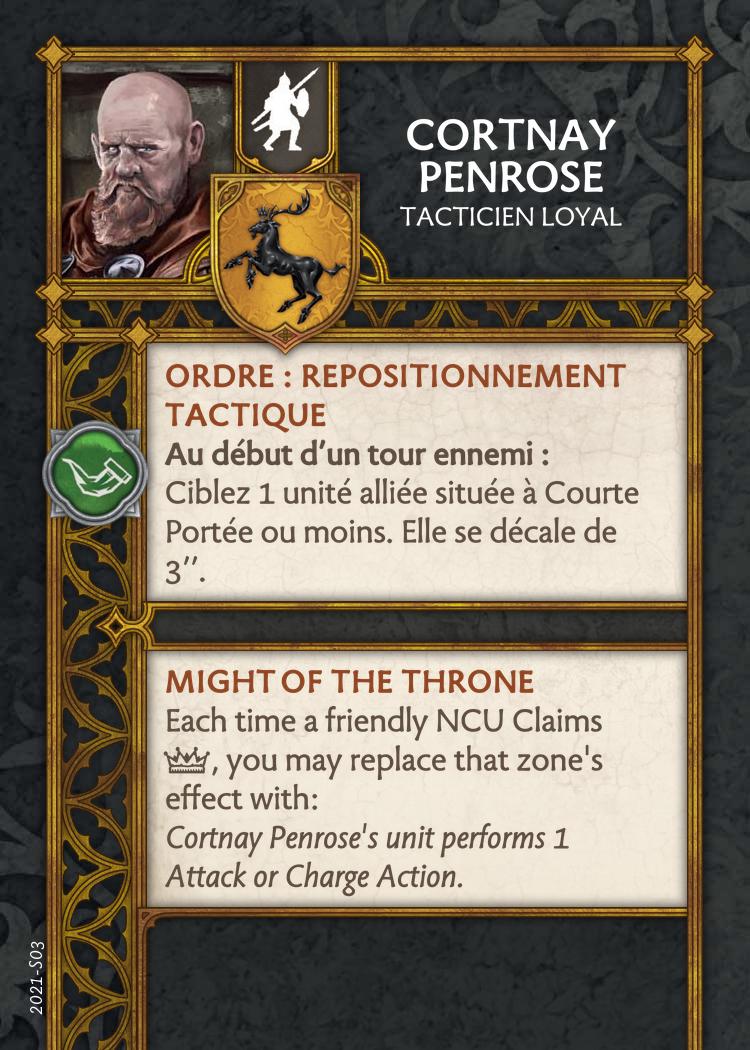 CORTNAY
PENROSE
TACTICIEN LOYAL
ORDRE : REPOSITIONNEMENT
TACTIQUE
Au début d’un tour ennemi :
Ciblez 1 unité alliée située à Courte
Portée ou moins. Elle se décale de
3’’.
MIGHT OF THE THRONE
Each time a friendly NCU Claims
, you may replace that zone's
effect with:
Cortnay Penrose's unit performs 1
Attack or Charge Action.
2021-S03